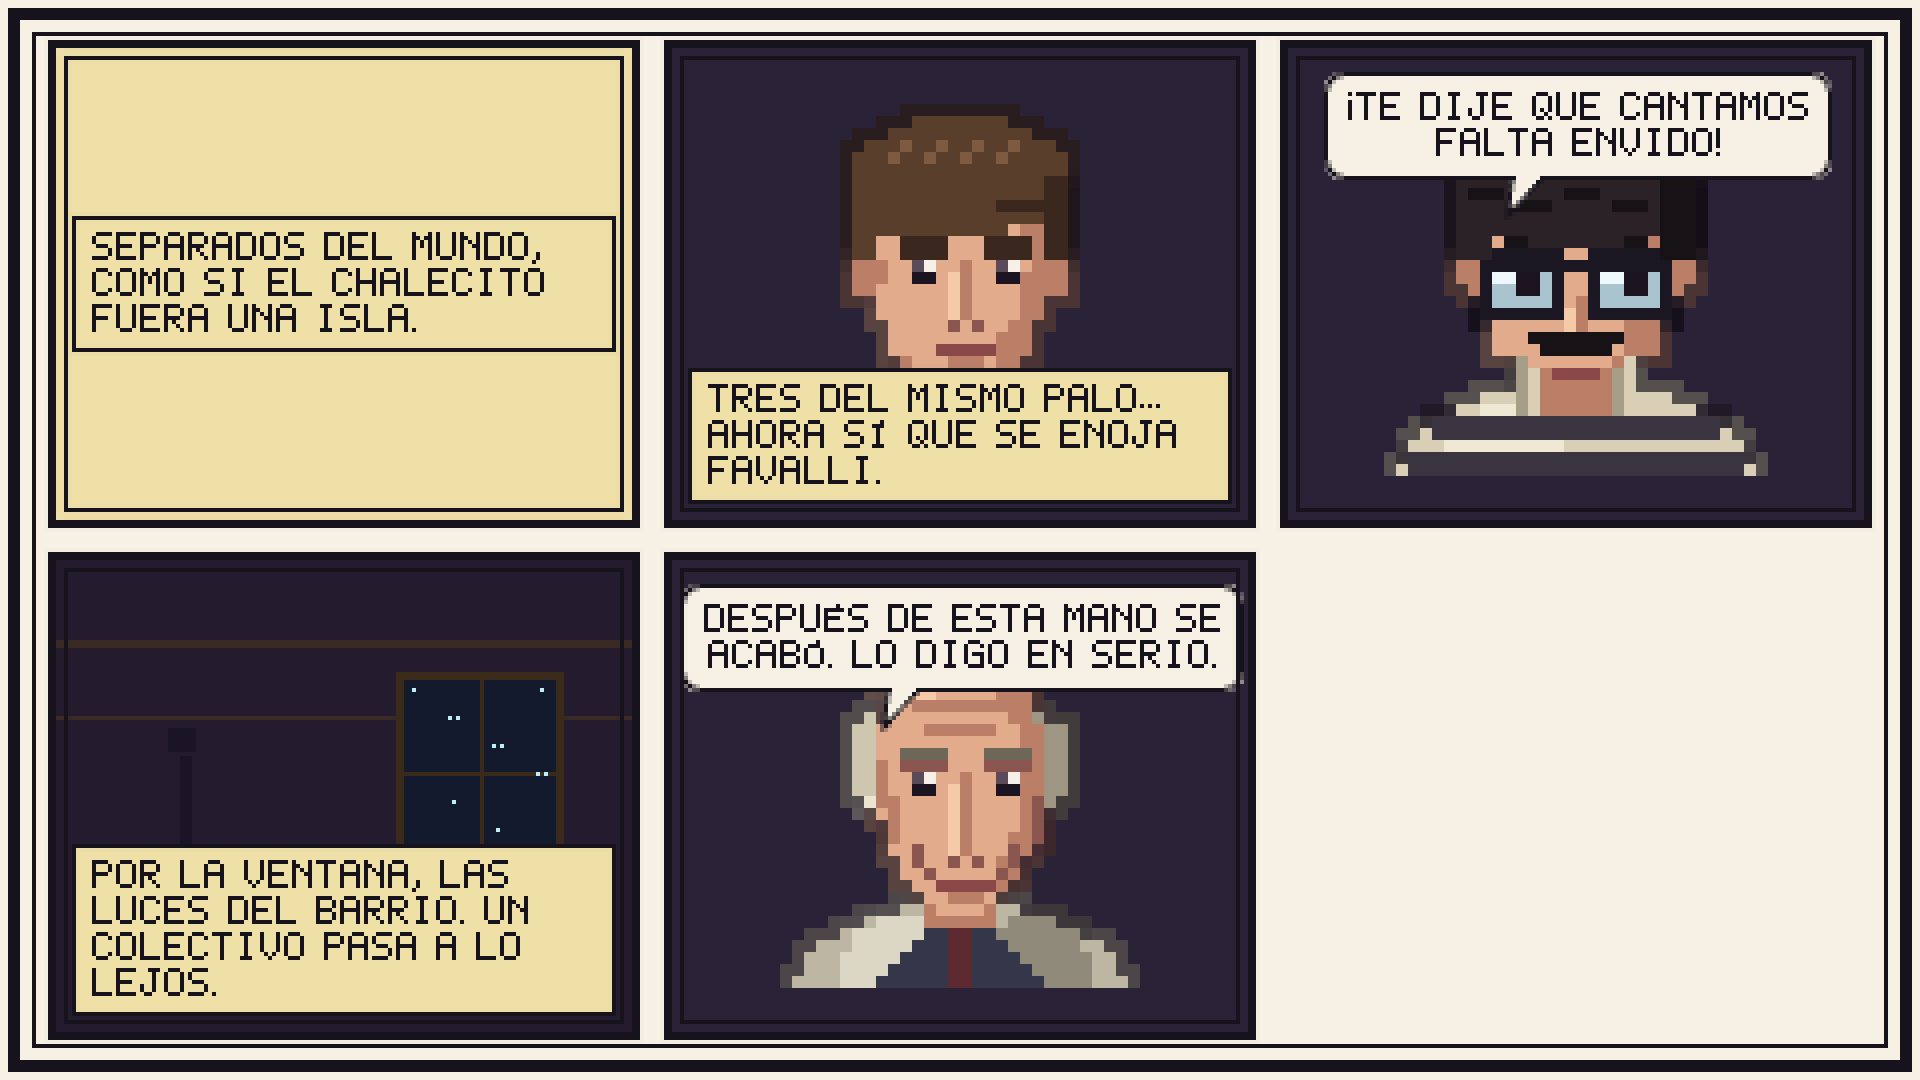 SEPARADOS DEL MUNDO,
COMO SI EL CHALECITO
FUERA UNA ISLA.
TRES DEL MISMO PALO…
AHORA SÍ QUE SE ENOJA
FAVALLI.
¡TE DIJE QUE CANTAMOS
FALTA ENVIDO!
POR LA VENTANA, LAS
LUCES DEL BARRIO. UN
COLECTIVO PASA A LO
LEJOS.
DESPUÉS DE ESTA MANO SE
ACABÓ. LO DIGO EN SERIO.